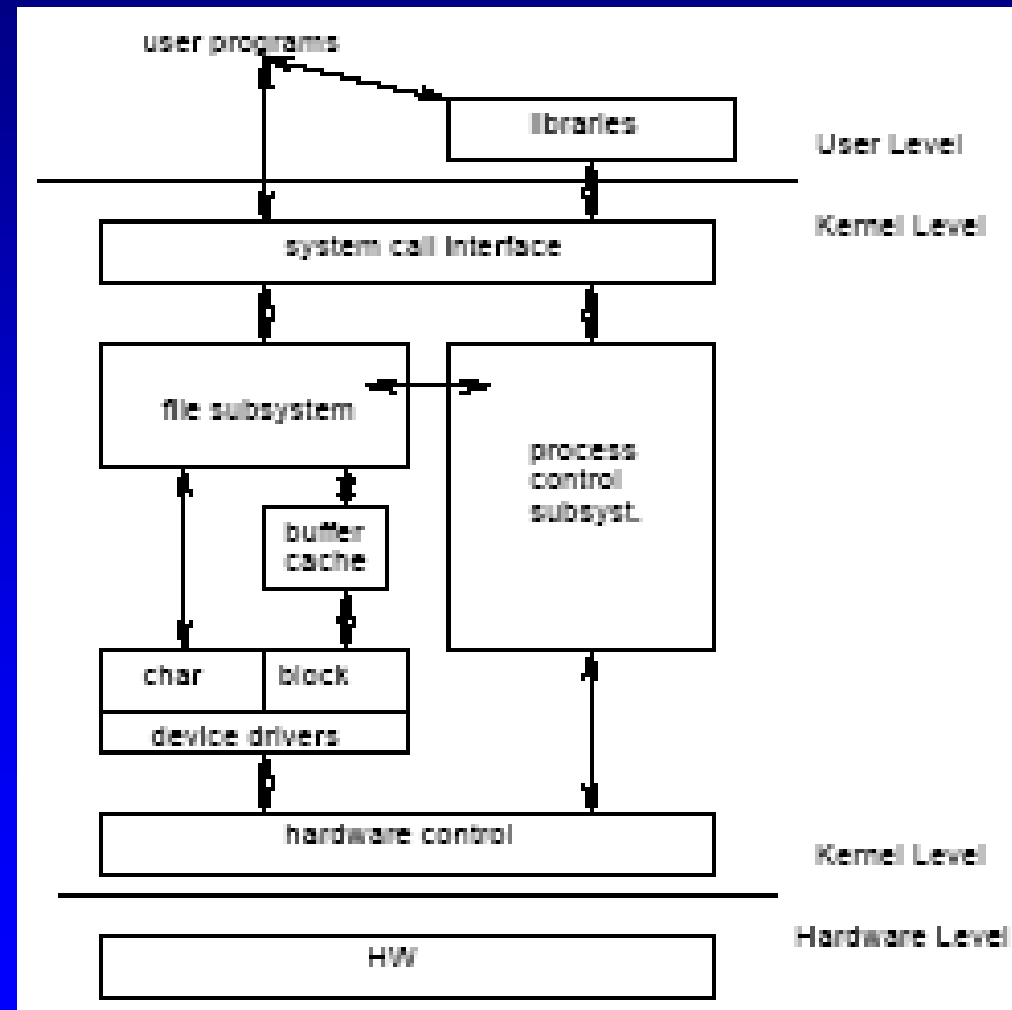 user programs
libraries
User Level
Kernel Level
system call interface
file subsystem
process
control
subsyst.
buffer
cache
char
block
device drivers
hardware control
Kernel Level
Hardware Level
HW